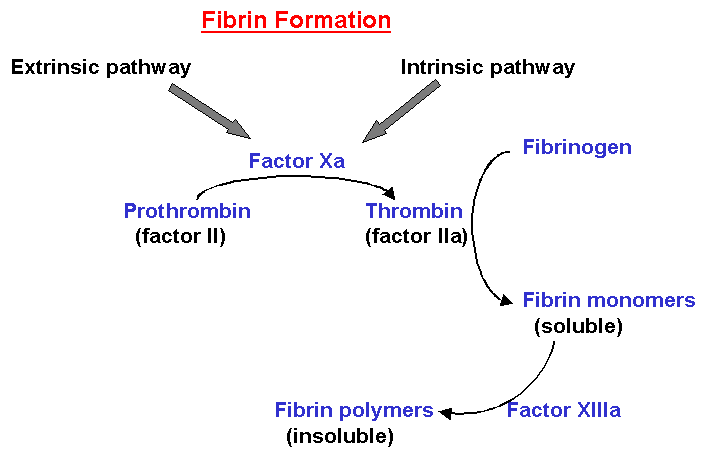 Fibrin Formation
Extrinsic pathway
Intrinsic pathway
Factor Xa
Fibrinogen
Prothrombin
(factor II)
Thrombin
(factor IIa)
Fibrin monomers
(soluble)
Fibrin polymers
(insoluble)
Factor XIIIa